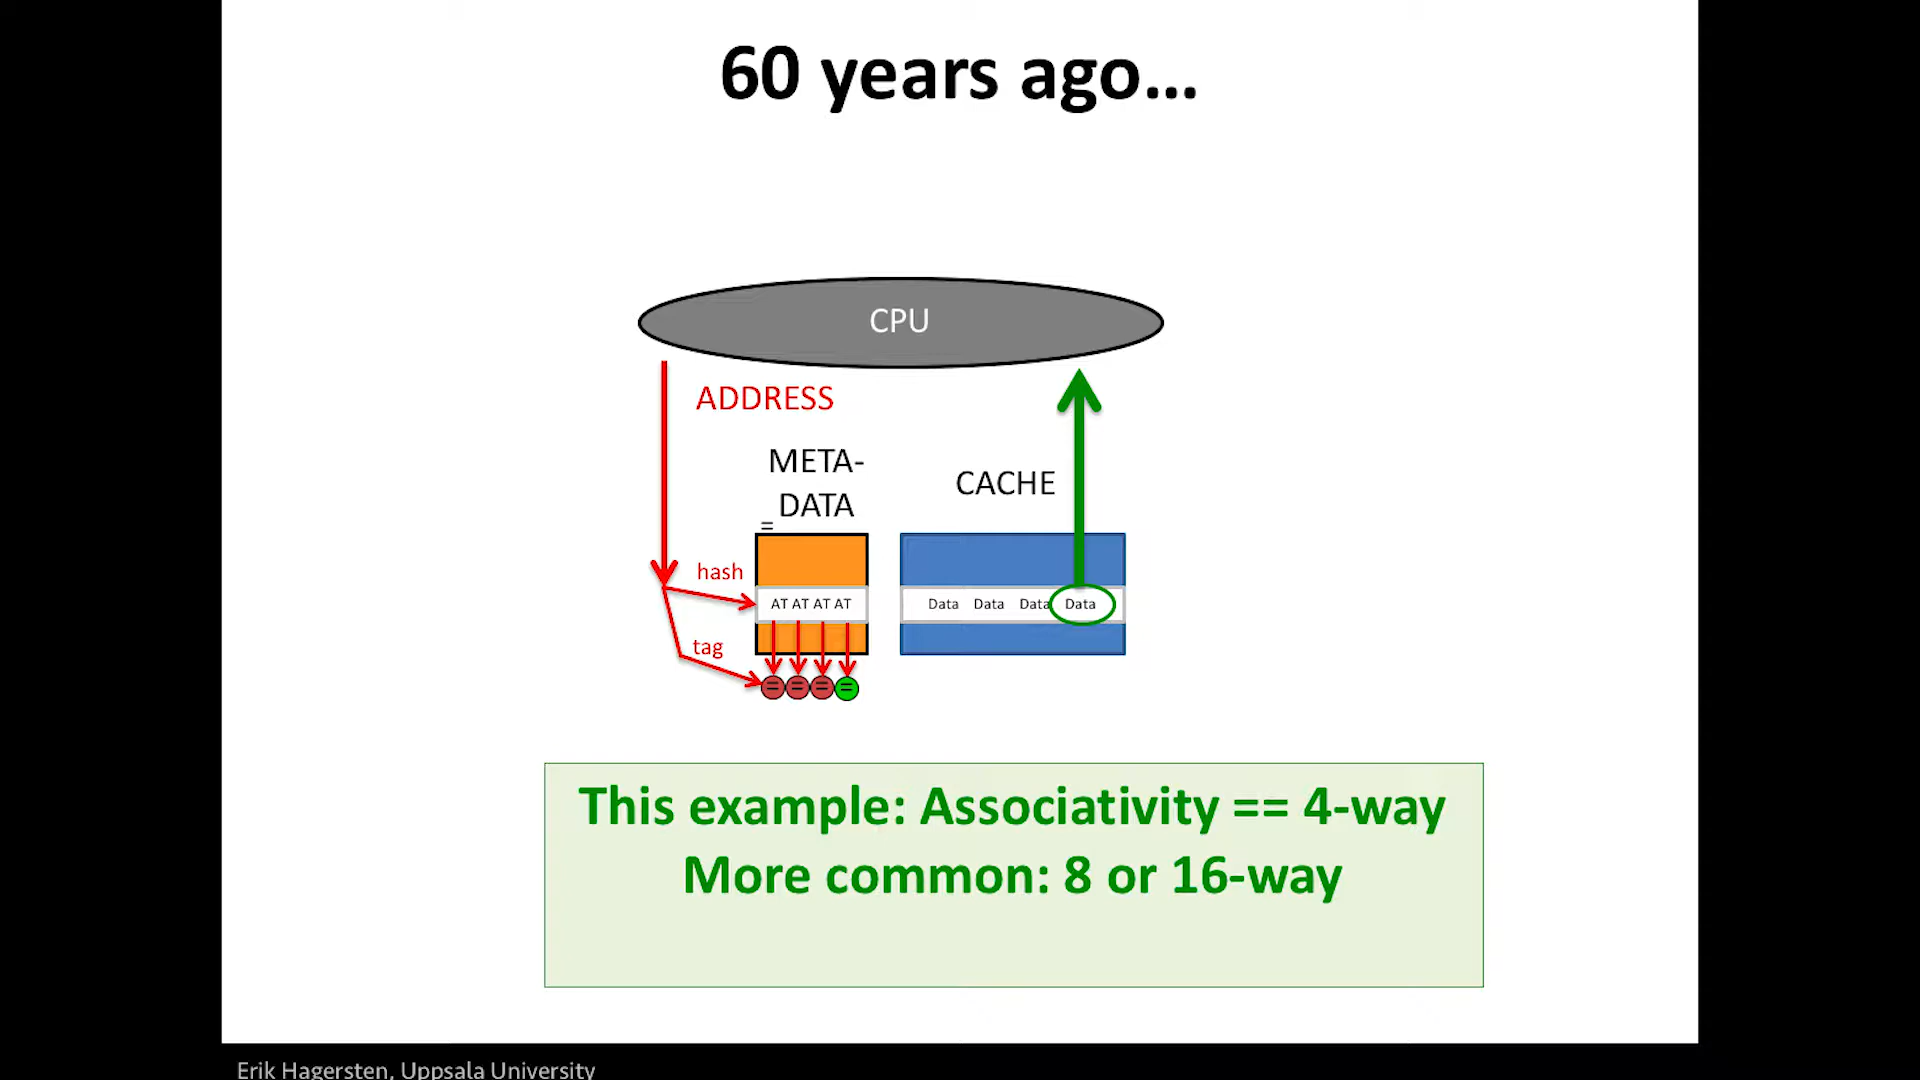 60 years ago...
CPU
ADDRESS
META-
DATA
=
CACHE
hash
AT AT AT AT
Data Data Data Data
tag
= = = =
This example: Associativity == 4-way
More common: 8 or 16-way
Erik Hagersten, Uppsala University